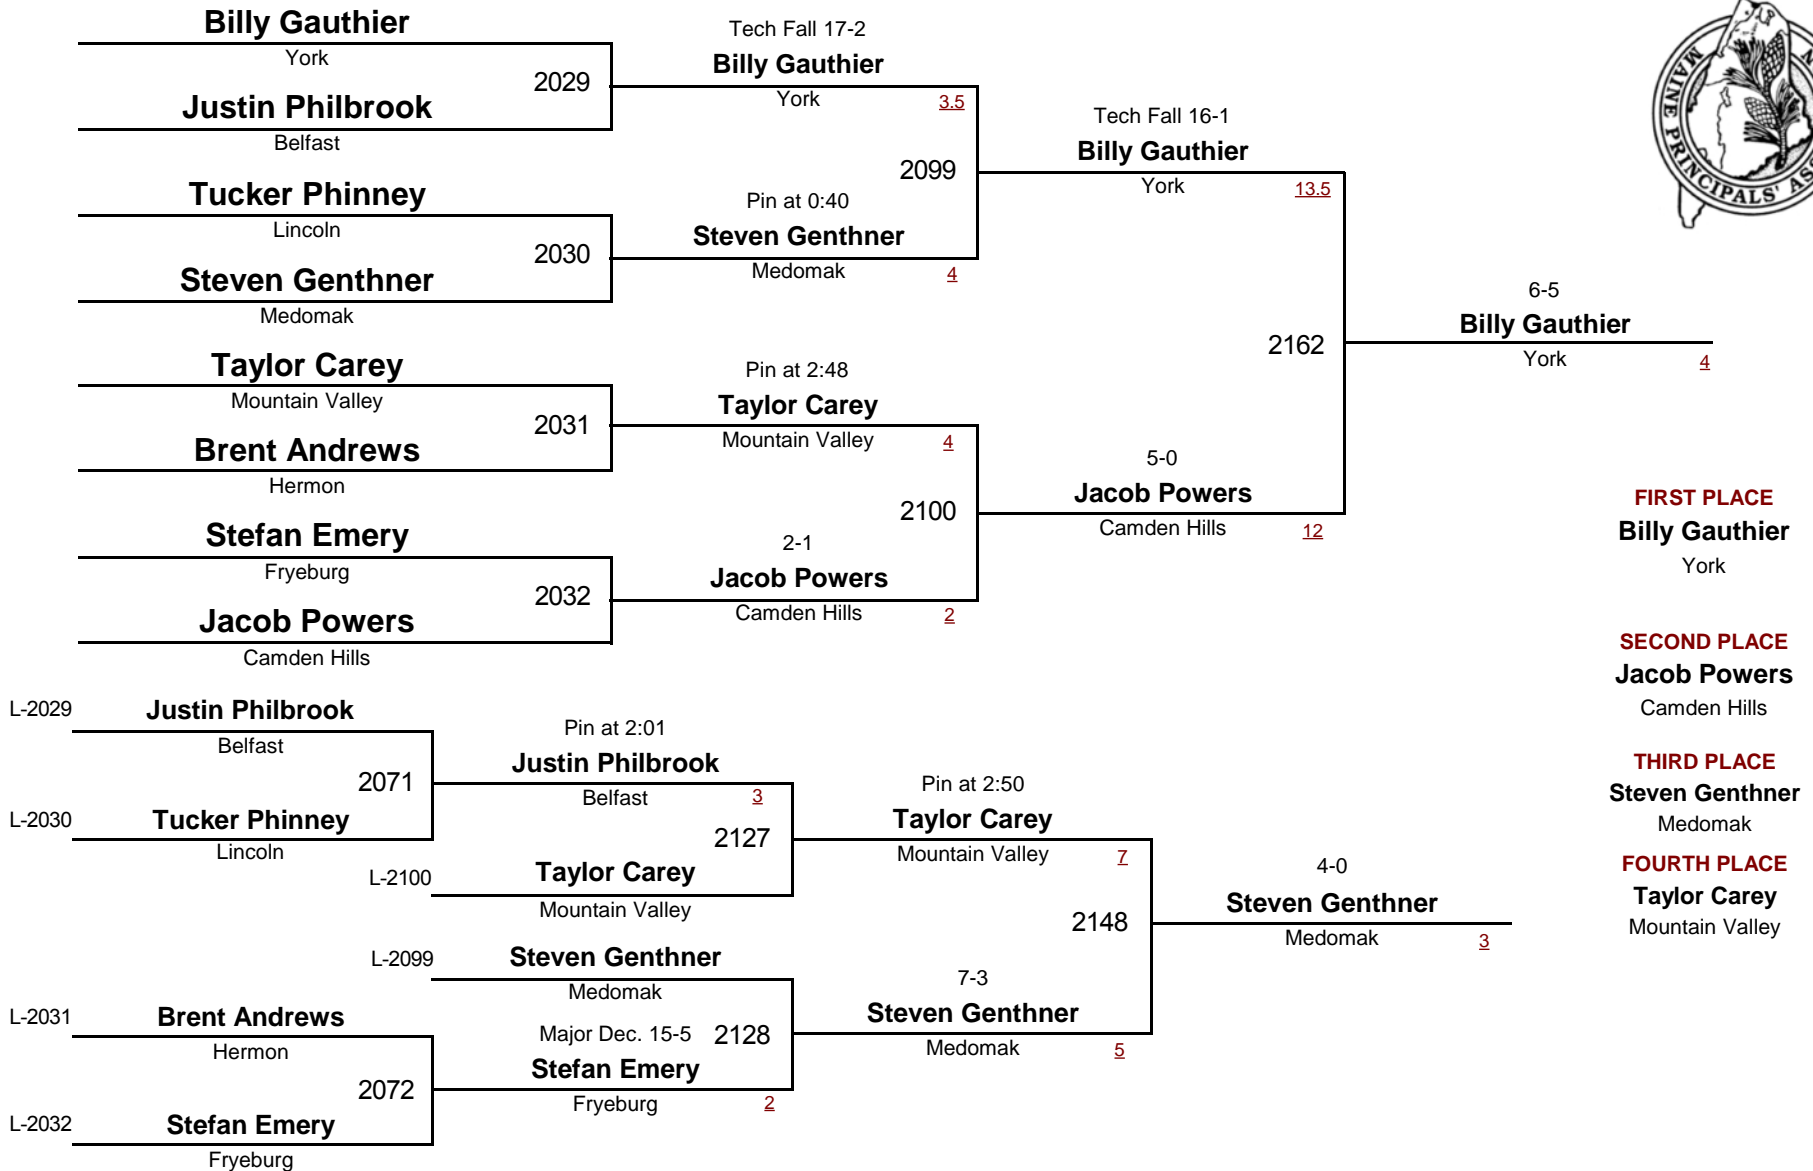 Billy Gauthier
York
2029
Justin Philbrook
Belfast
Tucker Phinney
Lincoln
2030
Steven Genthner
Medomak
Taylor Carey
Mountain Valley
2031
Brent Andrews
Hermon
Stefan Emery
Fryeburg
2032
Jacob Powers
Camden Hills
Tech Fall 17-2
Billy Gauthier
York 3.5
2099
Pin at 0:40
Steven Genthner
Medomak 4
Pin at 2:48
Taylor Carey
Mountain Valley 4
2100
2-1
Jacob Powers
Camden Hills 2
Tech Fall 16-1
Billy Gauthier
York 13.5
2162
5-0
Jacob Powers
Camden Hills 12
6-5
Billy Gauthier
York 4
MAINE PRINCIPALS' ASS
FIRST PLACE
Billy Gauthier
York
SECOND PLACE
Jacob Powers
Camden Hills
THIRD PLACE
Steven Genthner
Medomak
FOURTH PLACE
Taylor Carey
Mountain Valley
L-2029 Justin Philbrook
Belfast
2071
L-2030 Tucker Phinney
Lincoln
Pin at 2:01
Justin Philbrook
Belfast 3
2127
L-2100 Taylor Carey
Mountain Valley
L-2099 Steven Genthner
Medomak
L-2031 Brent Andrews
Hermon
2072
L-2032 Stefan Emery
Fryeburg
Major Dec. 15-5 2128
Stefan Emery
Fryeburg 2
Pin at 2:50
Taylor Carey
Mountain Valley 7
2148
7-3
Steven Genthner
Medomak 5
4-0
Steven Genthner
Medomak 3